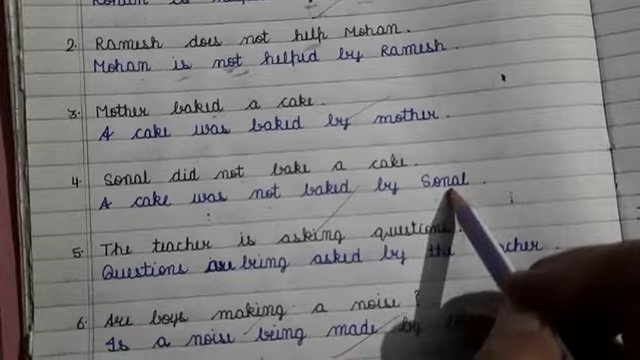 2. Ramesh does not help Mohan.
Mohan is not helped by Ramesh.
3. Mother baked a cake.
A cake was baked by mother.
4. Sonal did not bake a cake.
A cake was not baked by Sonal.
5. The teacher is asking questions.
Questions are being asked by the
6. Are boys making a noise?
Is a noise being made by